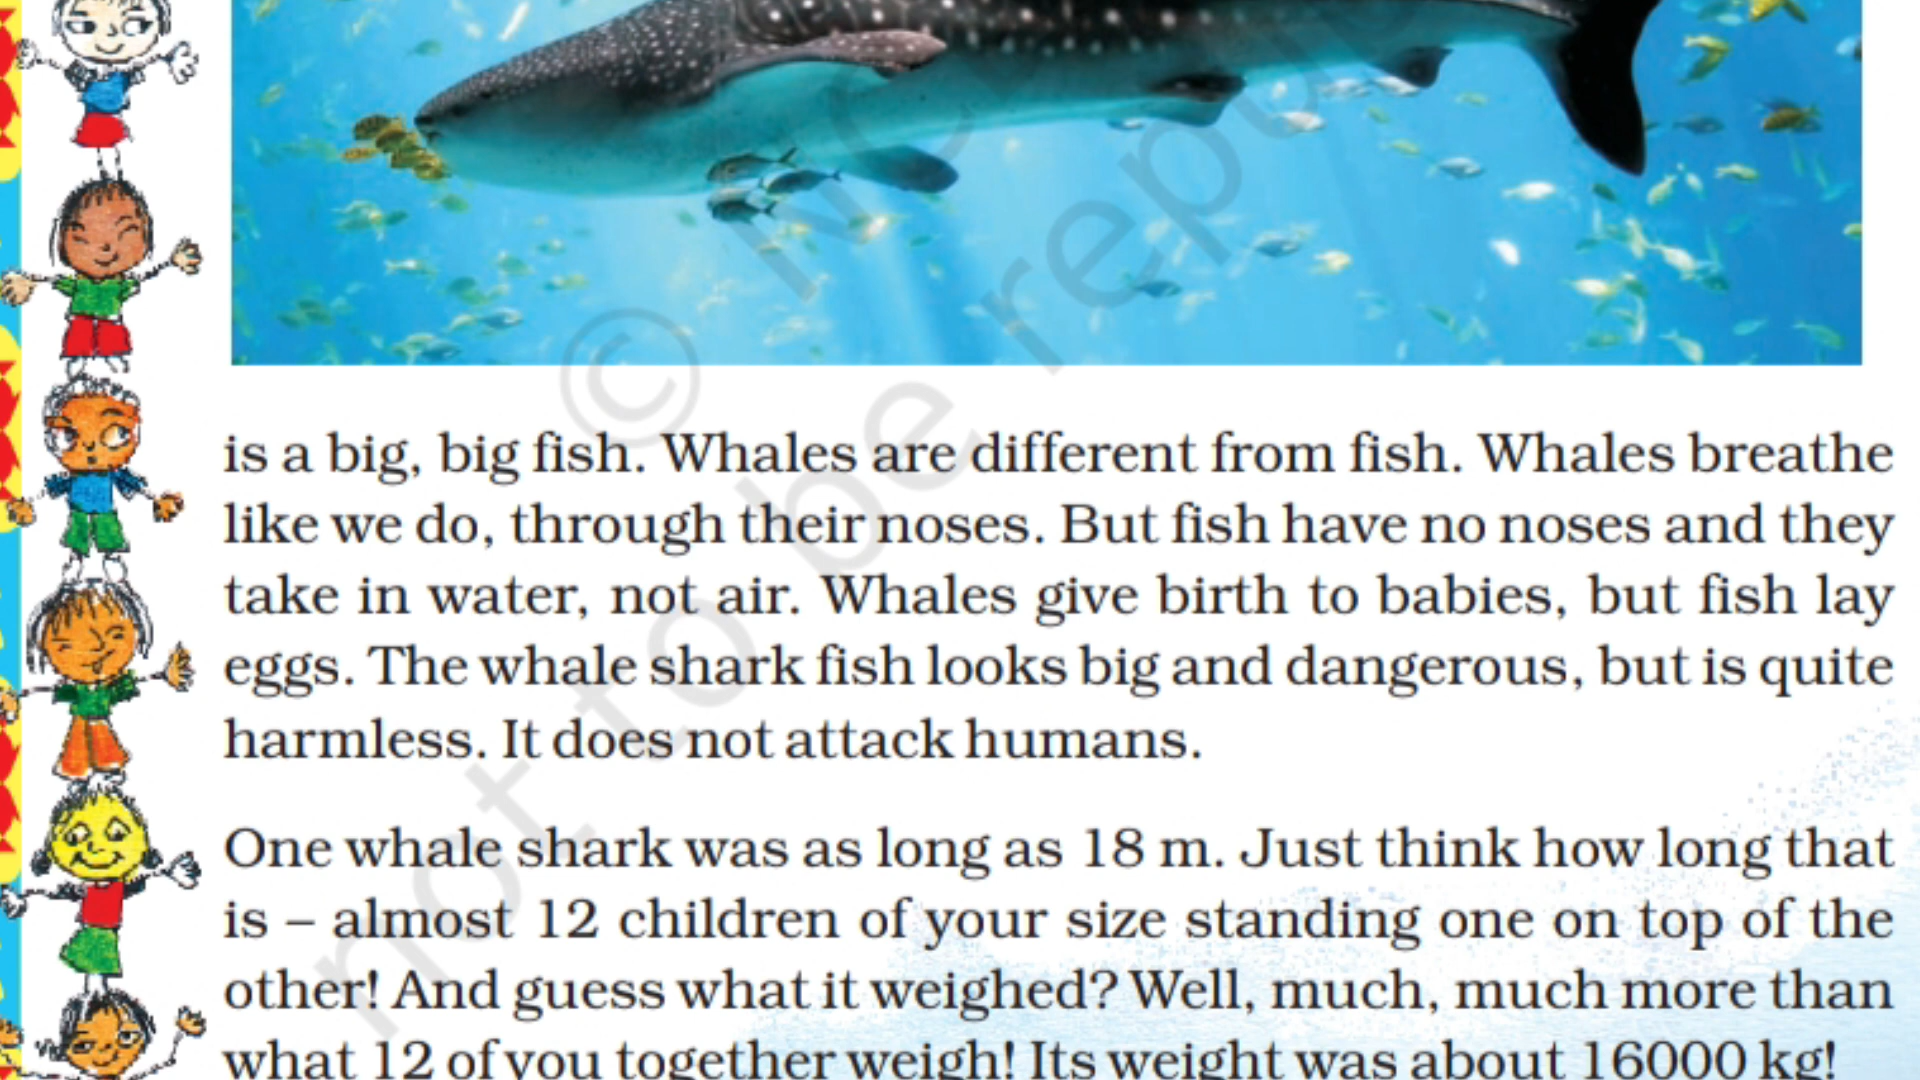 is a big, big fish. Whales are different from fish. Whales breathe
like we do, through their noses. But fish have no noses and they
take in water, not air. Whales give birth to babies, but fish lay
eggs. The whale shark fish looks big and dangerous, but is quite
harmless. It does not attack humans.
One whale shark was as long as 18 m. Just think how long that
is – almost 12 children of your size standing one on top of the
other! And guess what it weighed? Well, much, much more than
what 12 of you together weigh! Its weight was about 16000 kg!
©
not to be